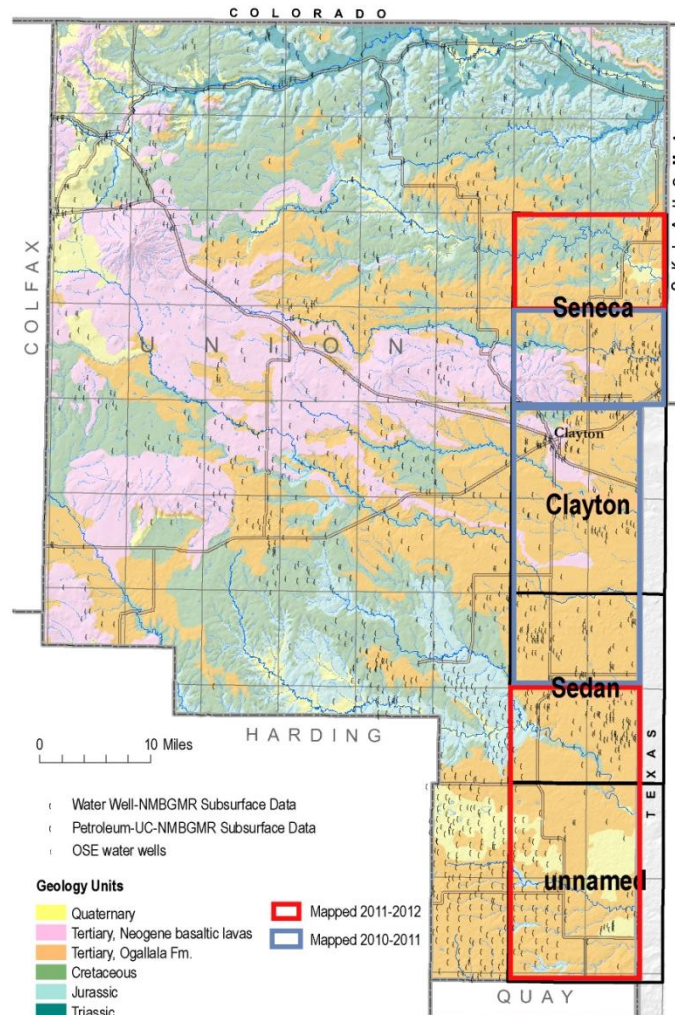 COLORADO
OKLAHOMA
COLFAX
Seneca
UNION
Clayton
Clayton
Sedan
HARDING
TEXAS
0 10 Miles
Water Well-NMBGMR Subsurface Data
Petroleum-UC-NMBGMR Subsurface Data
OSE water wells
unnamed
Geology Units
Quaternary
Tertiary, Neogene basaltic lavas
Tertiary, Ogallala Fm.
Cretaceous
Jurassic
Triassic
Mapped 2011-2012
Mapped 2010-2011
QUAY